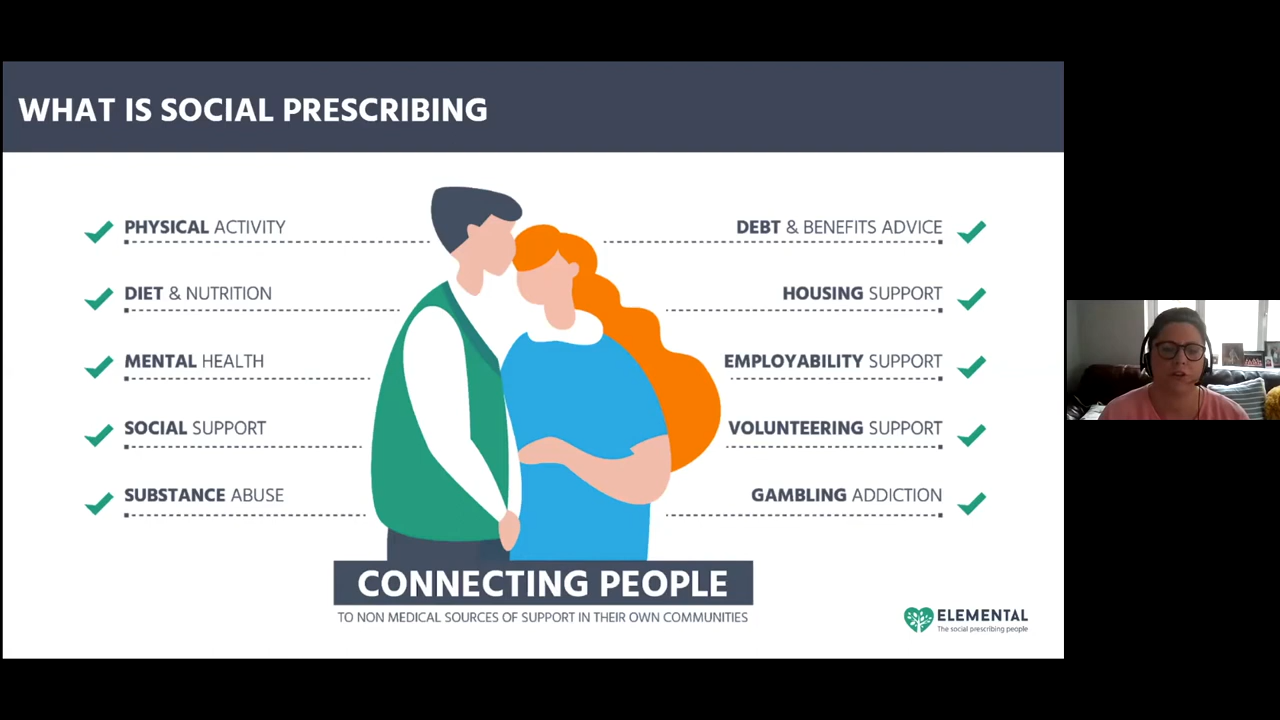 WHAT IS SOCIAL PRESCRIBING
PHYSICAL ACTIVITY
DIET & NUTRITION
MENTAL HEALTH
SOCIAL SUPPORT
SUBSTANCE ABUSE
DEBT & BENEFITS ADVICE
HOUSING SUPPORT
EMPLOYABILITY SUPPORT
VOLUNTEERING SUPPORT
GAMBLING ADDICTION
CONNECTING PEOPLE
TO NON MEDICAL SOURCES OF SUPPORT IN THEIR OWN COMMUNITIES
ELEMENTAL
The social prescribing people